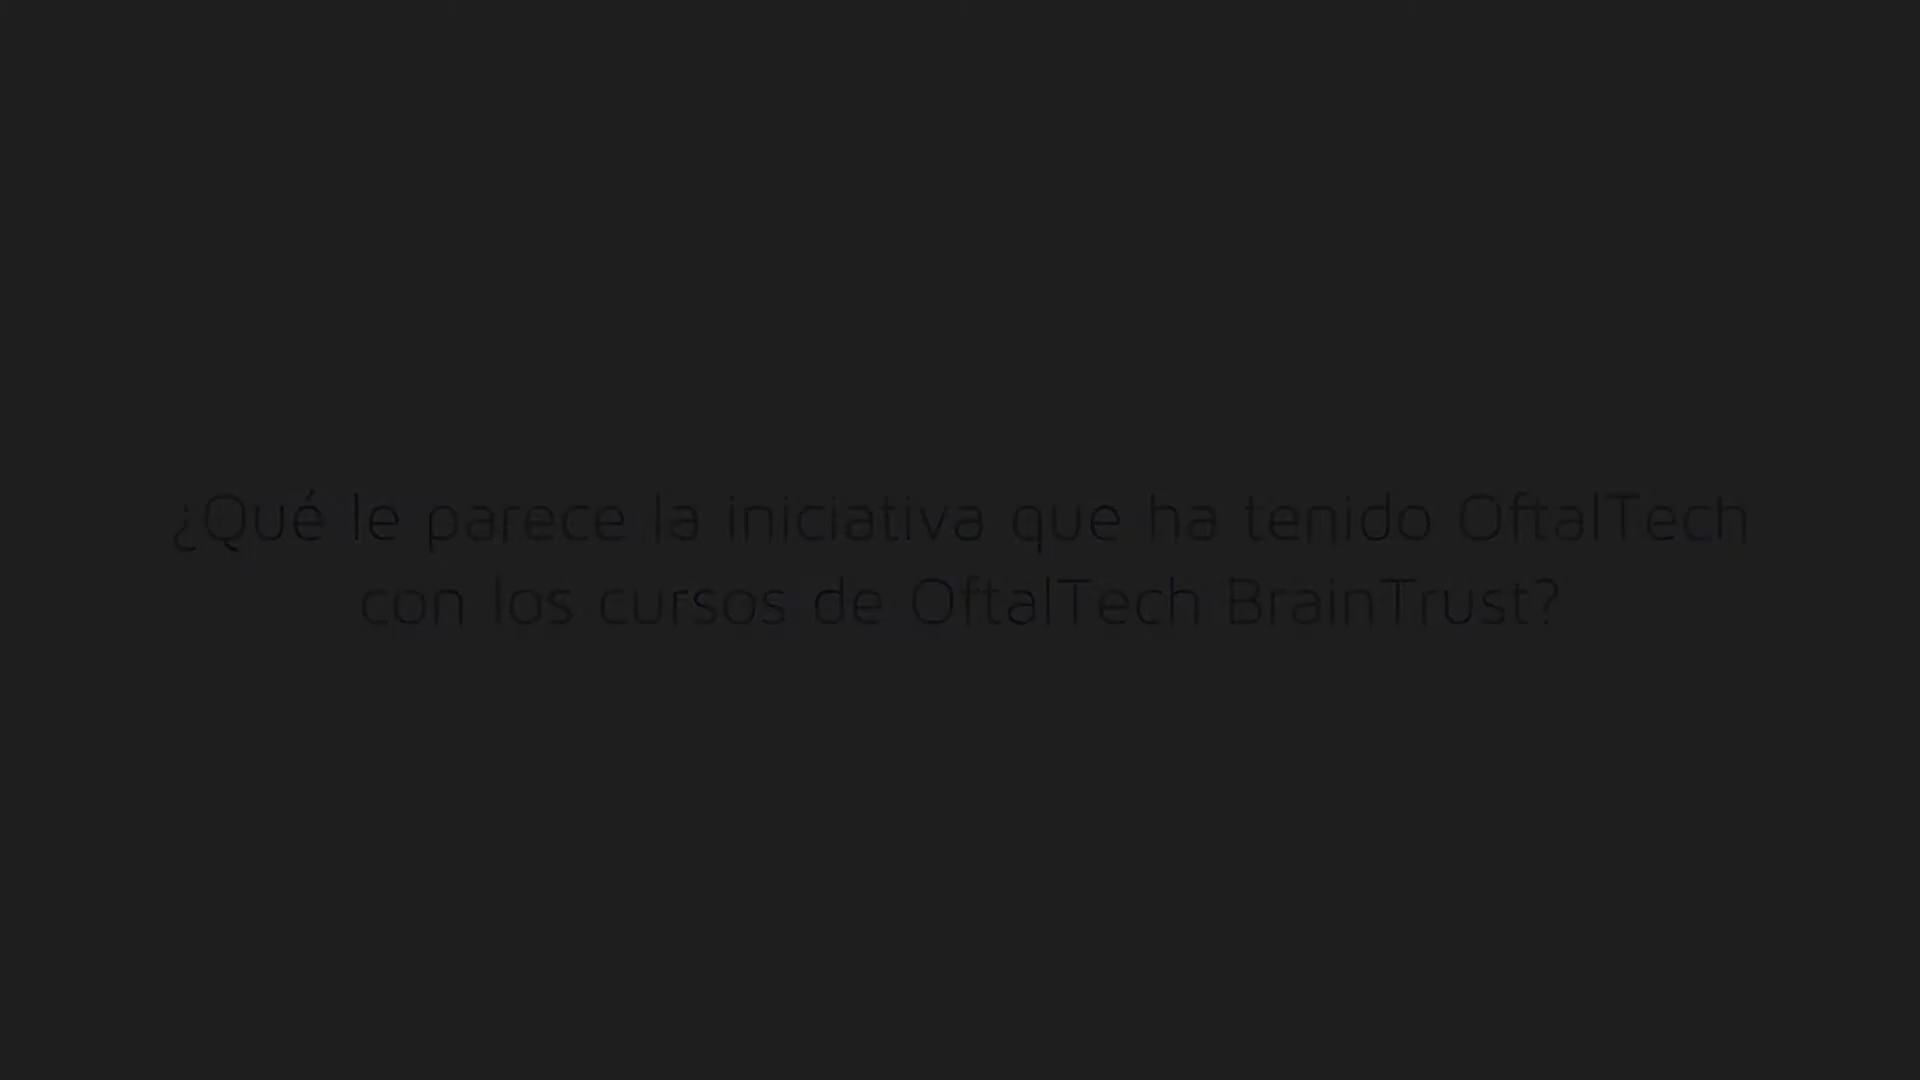 ¿Qué le parece la iniciativa que ha tenido OftalTech
con los cursos de OftalTech BrainTrust?